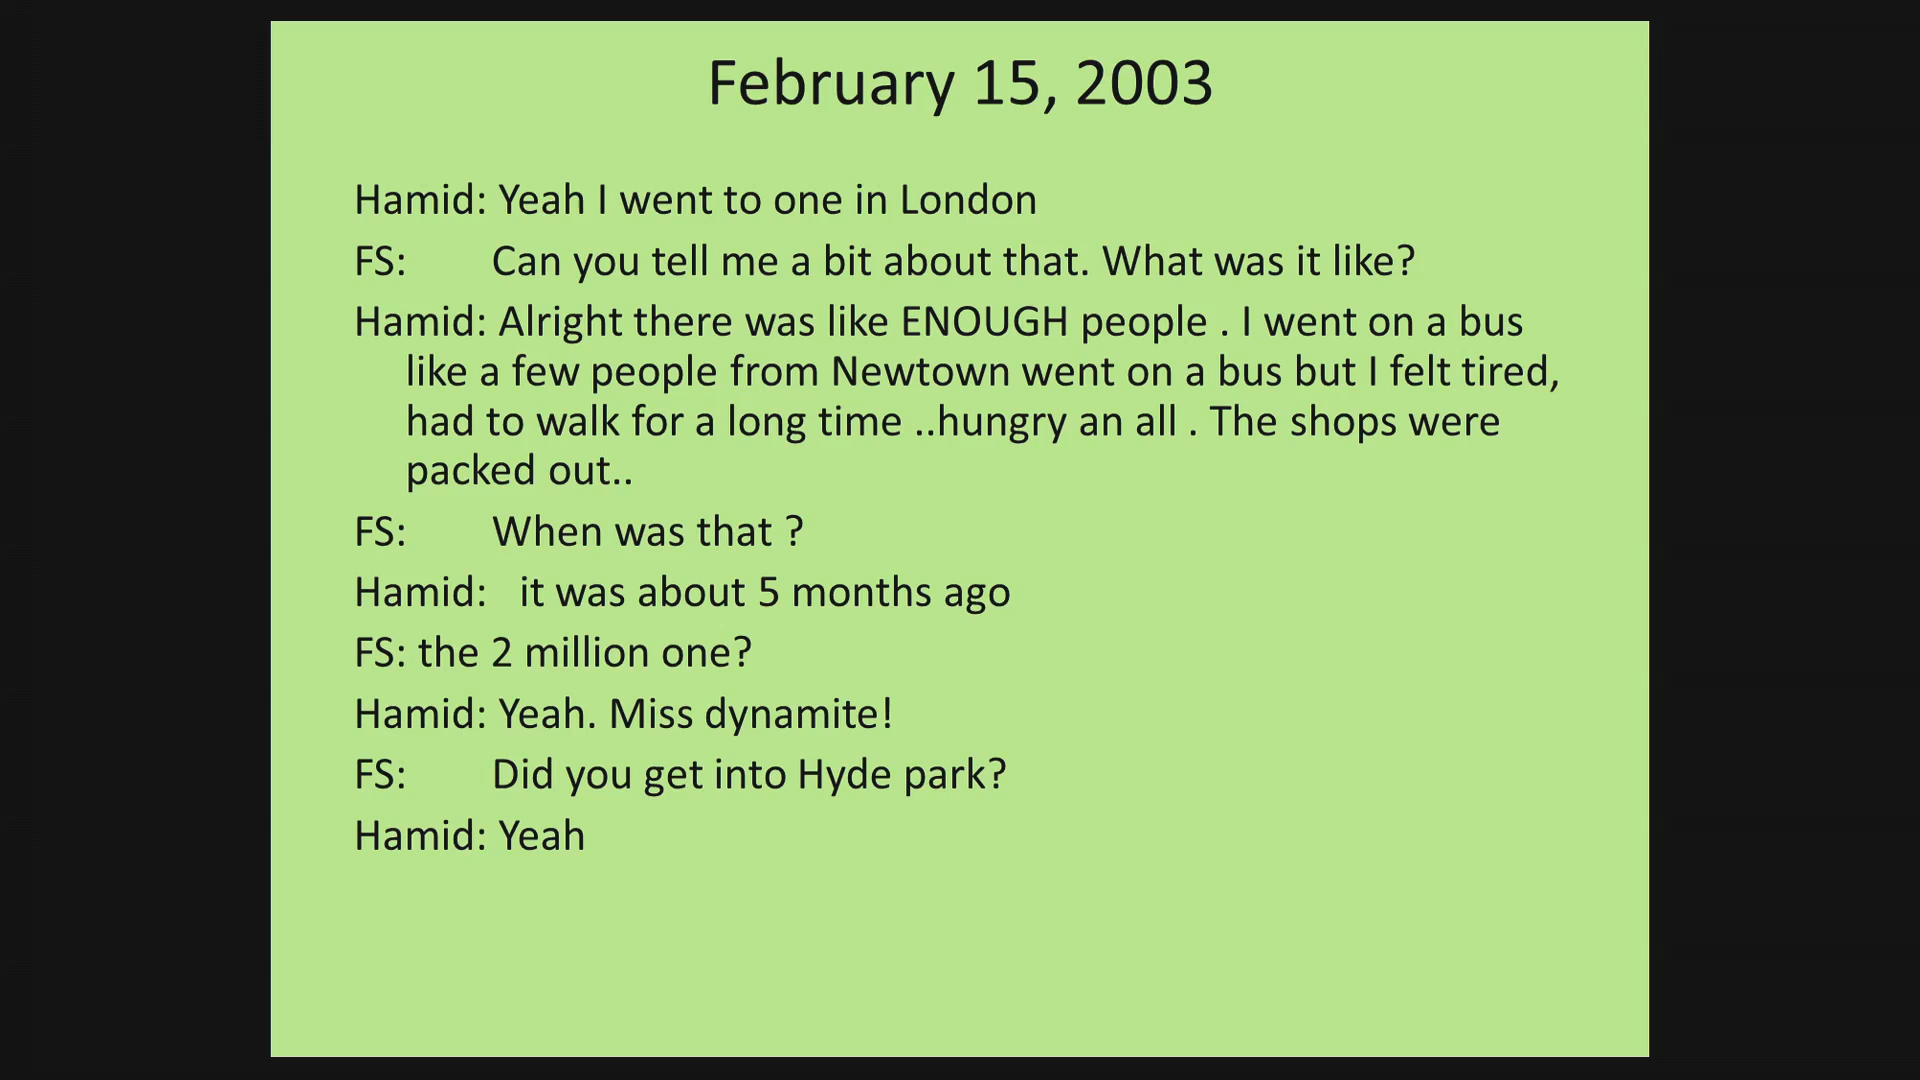 February 15, 2003
Hamid: Yeah I went to one in London
FS: Can you tell me a bit about that. What was it like?
Hamid: Alright there was like ENOUGH people . I went on a bus
like a few people from Newtown went on a bus but I felt tired,
had to walk for a long time ..hungry an all . The shops were
packed out..
FS: When was that ?
Hamid: it was about 5 months ago
FS: the 2 million one?
Hamid: Yeah. Miss dynamite!
FS: Did you get into Hyde park?
Hamid: Yeah